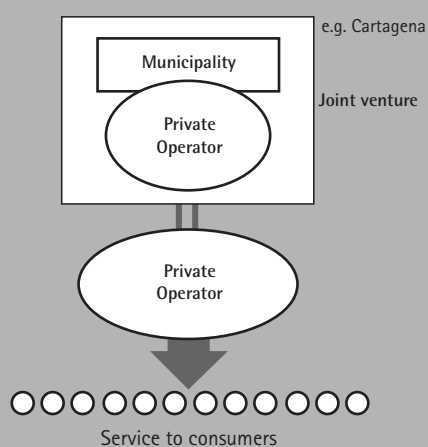 e.g. Cartagena
Municipality
Joint venture
Private
Operator
Private
Operator
Service to consumers